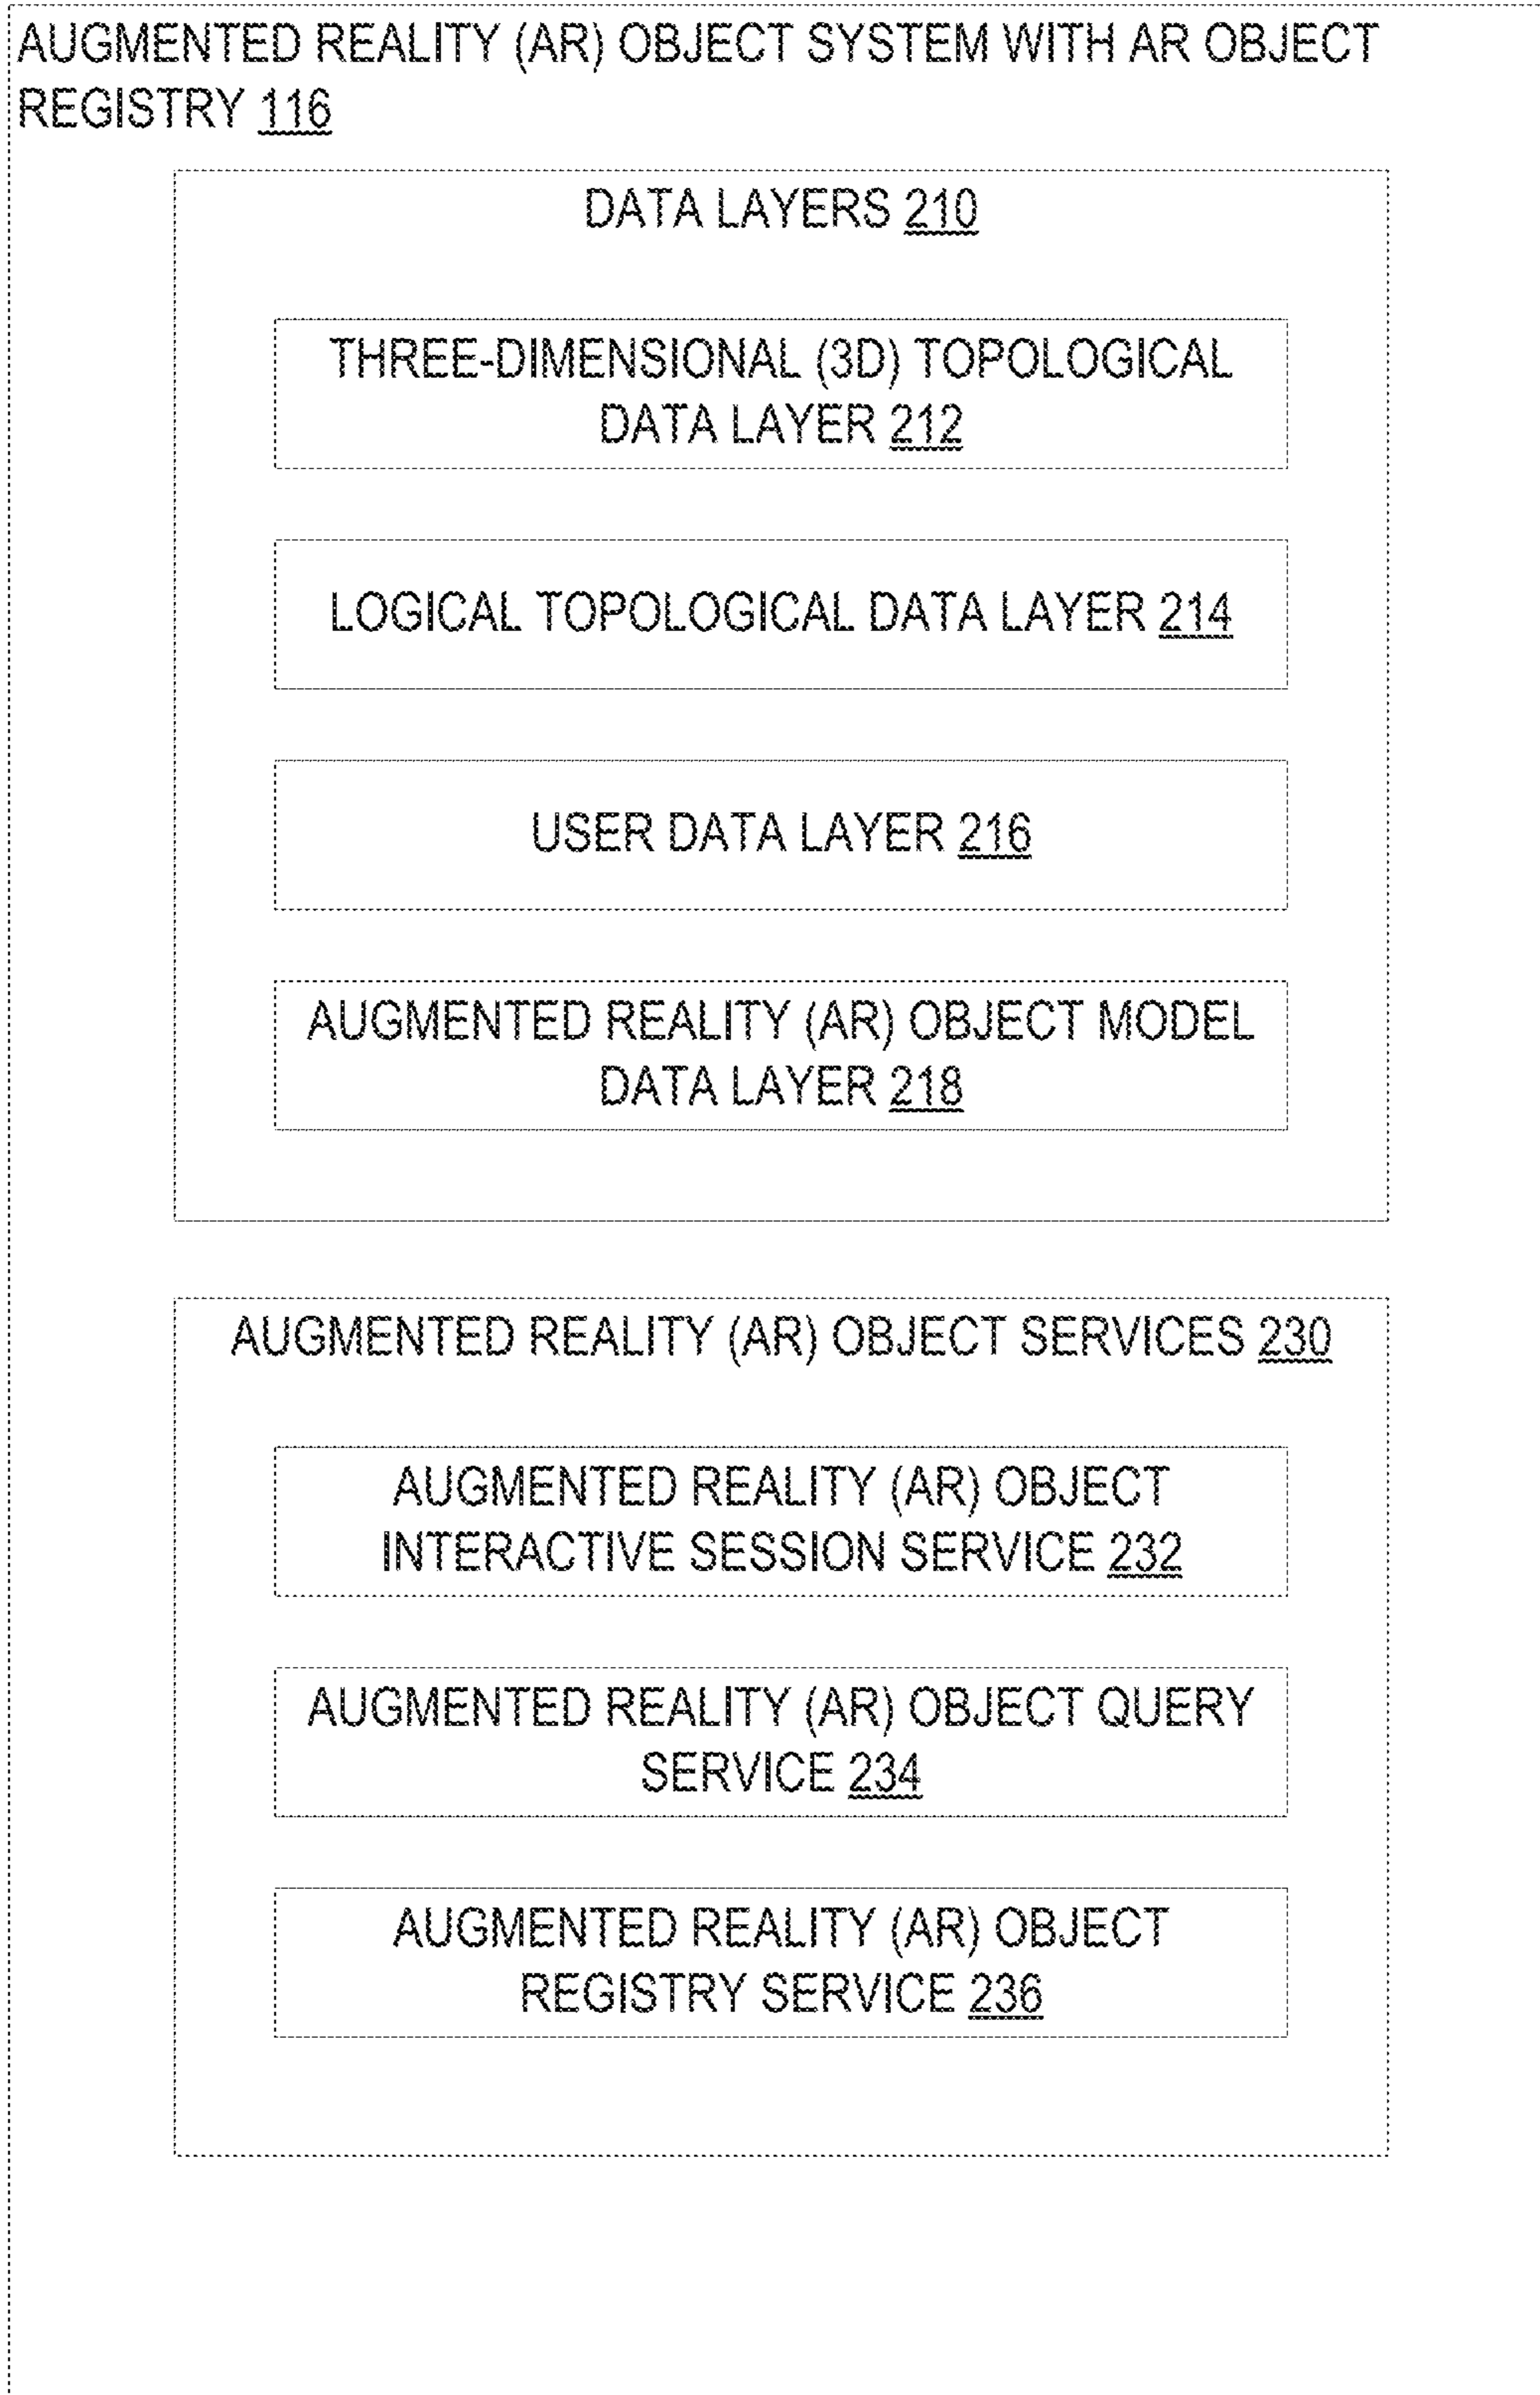 AUGMENTED REALITY (AR) OBJECT SYSTEM WITH AR OBJECT
REGISTRY 116
DATA LAYERS 210
THREE-DIMENSIONAL (3D) TOPOLOGICAL
DATA LAYER 212
LOGICAL TOPOLOGICAL DATA LAYER 214
USER DATA LAYER 216
AUGMENTED REALITY (AR) OBJECT MODEL
DATA LAYER 218
AUGMENTED REALITY (AR) OBJECT SERVICES 230
AUGMENTED REALITY (AR) OBJECT
INTERACTIVE SESSION SERVICE 232
AUGMENTED REALITY (AR) OBJECT QUERY
SERVICE 234
AUGMENTED REALITY (AR) OBJECT
REGISTRY SERVICE 236